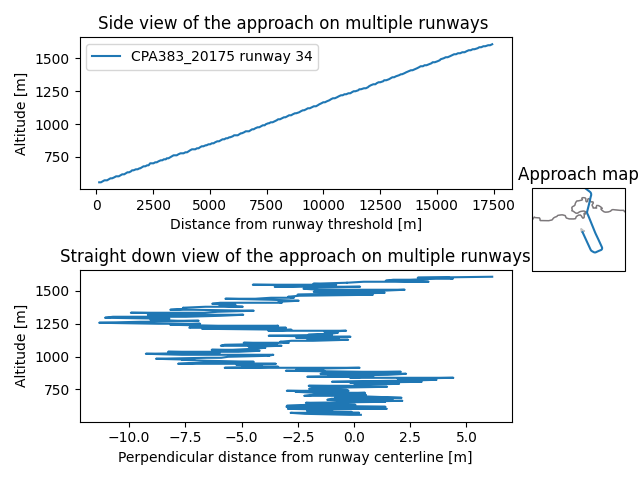 Side view of the approach on multiple runways
1500
1250
1000
750
Altitude [m]
CPA383_20175 runway 34
0
2500
5000
7500
10000
12500
15000
17500
Distance from runway threshold [m]
Approach map
Straight down view of the approach on multiple runways
1500
1250
1000
750
Altitude [m]
−10.0
−7.5
−5.0
−2.5
0.0
2.5
5.0
Perpendicular distance from runway centerline [m]